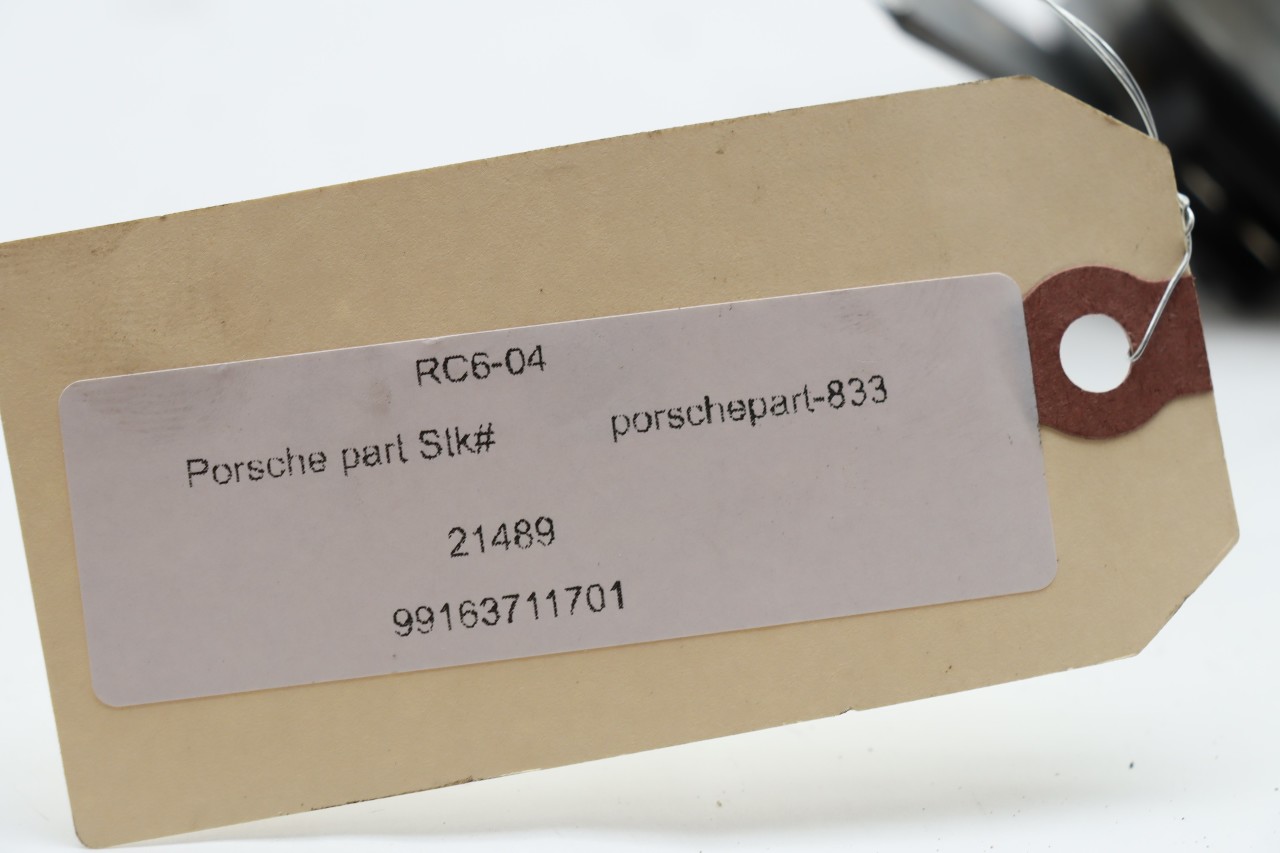 RC6-04
Porsche part Stk# porschepart-833
21489
99163711701